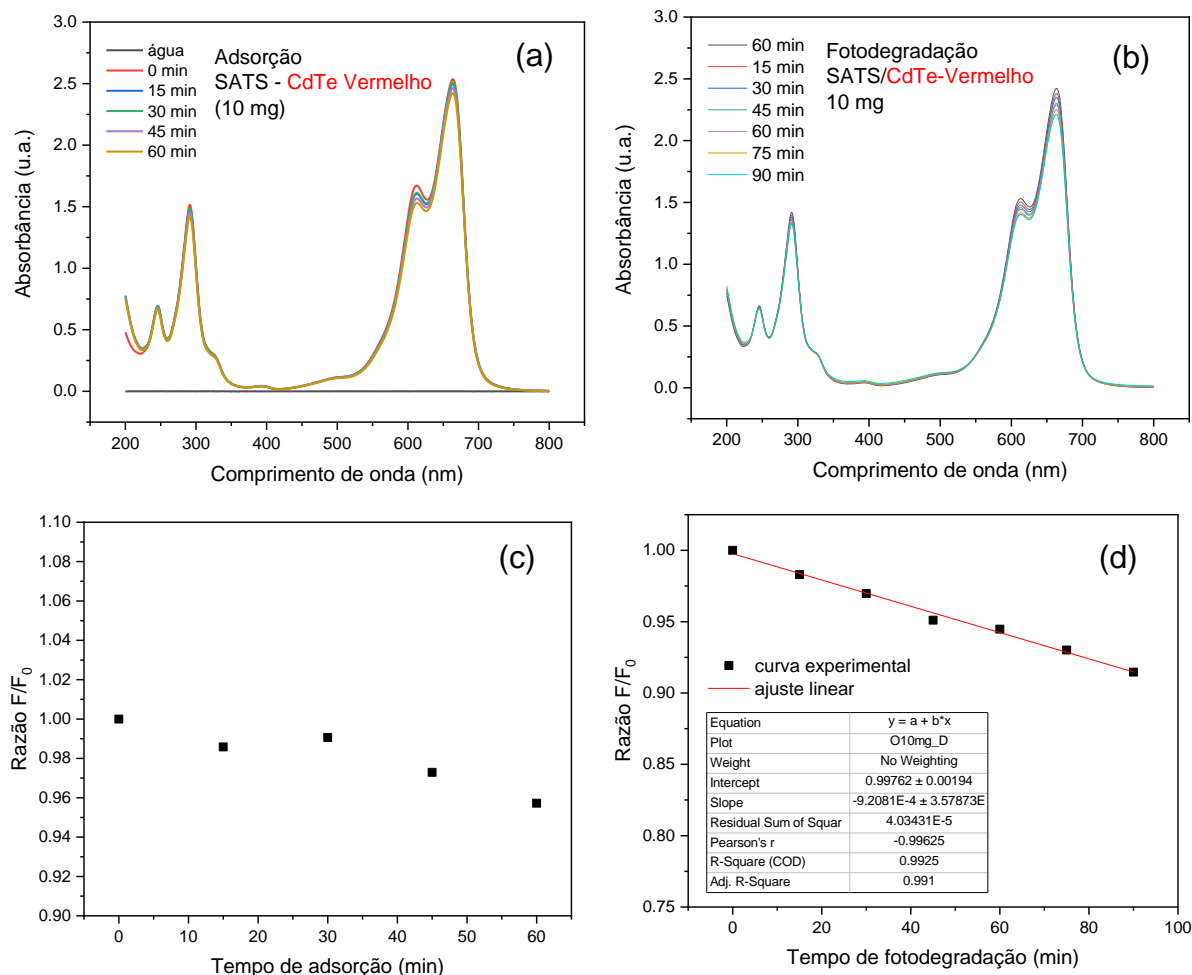 (a)
água
0 min
15 min
30 min
45 min
60 min
Adsorção
SATS - CdTe Vermelho
(10 mg)
Absorbância (u.a.)
3.0
2.5
2.0
1.5
1.0
0.5
0.0
200 300 400 500 600 700 800
Comprimento de onda (nm)
(b)
60 min
15 min
30 min
45 min
60 min
75 min
90 min
Fotodegradação
SATS/CdTe-Vermelho
10 mg
Absorbância (u.a.)
3.0
2.5
2.0
1.5
1.0
0.5
0.0
200 300 400 500 600 700 800
Comprimento de onda (nm)
(c)
Razão F/F0
1.10
1.08
1.06
1.04
1.02
1.00
0.98
0.96
0.94
0.92
0.90
0 10 20 30 40 50 60
Tempo de adsorção (min)
(d)
Razão F/F0
1.00
0.95
0.90
0.85
0.80
0.75
curva experimental
ajuste linear
Equation y = a + b*x
Plot O10mg_D
Weight No Weighting
Intercept 0.99762 ± 0.00194
Slope -9.2081E-4 ± 3.57873E
Residual Sum of Squar 4.03431E-5
Pearson's r -0.99625
R-Square (COD) 0.9925
Adj. R-Square 0.991
0 20 40 60 80 100
Tempo de fotodegradação (min)